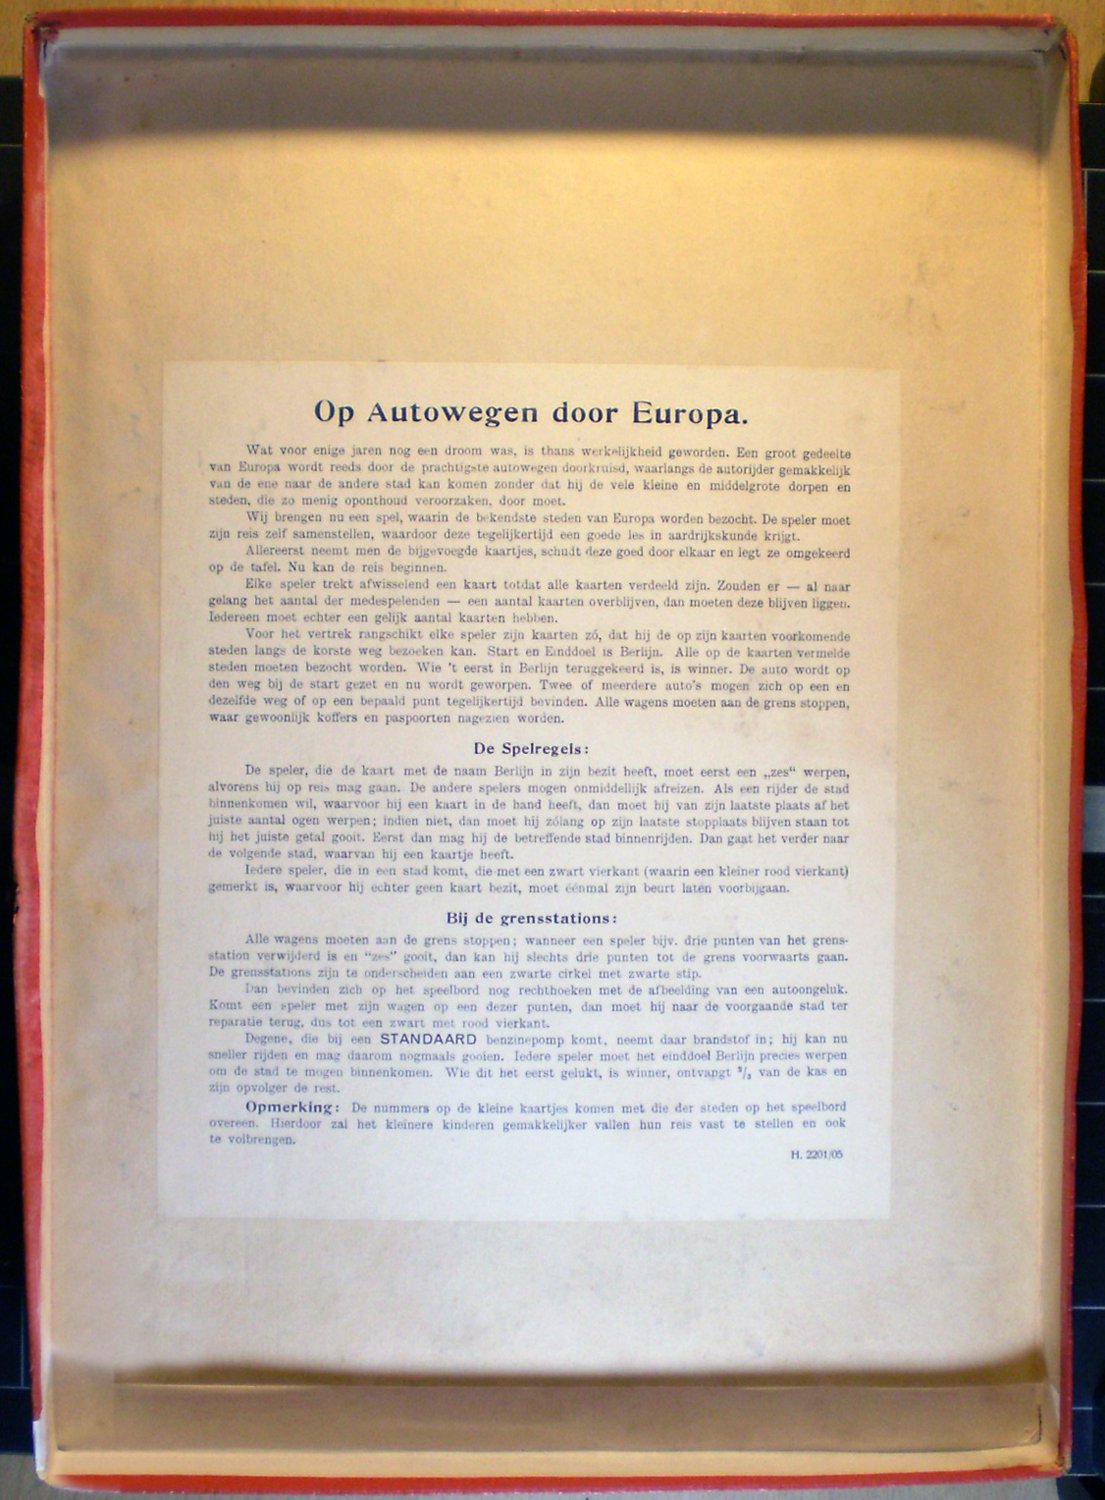 Op Autowegen door Europa.
Wat voor enige jaren nog een droom was, is thans werkelijkheid geworden. Een groot gedeelte
van Europa wordt reeds door de prachtigste autowegen doorkruisd, waarlangs de autorijder gemakkelijk
van de ene naar de andere stad kan komen zonder dat hij de vele kleine en middelgrote dorpen en
steden, die zo menig oponthoud veroorzaken, door moet.
Wij brengen nu een spel, waarin de bekendste steden van Europa worden bezocht. De speler moet
zijn reis zelf samenstellen, waardoor deze tegelijkertijd een goede les in aardrijkskunde krijgt.
Allereerst neemt men de bijgevoegde kaartjes, schudt deze goed door elkaar en legt ze omgekeerd
op de tafel. Nu kan de reis beginnen.
Elke speler trekt afwisselend een kaart totdat alle kaarten verdeeld zijn. Zouden er — al naar
gelang het aantal der medespelenden — een aantal kaarten overblijven, dan moeten deze blijven liggen.
Iedereen moet echter een gelijk aantal kaarten hebben.
Voor het vertrek rangschikt elke speler zijn kaarten zó, dat hij de op zijn kaarten voorkomende
steden langs de korste weg bezoeken kan. Start en Einddoel is Berlijn. Alle op de kaarten vermelde
steden moeten bezocht worden. Wie 't eerst in Berlijn teruggekeerd is, is winner. De auto wordt op
den weg bij de start gezet en nu wordt geworpen. Twee of meerdere auto's mogen zich op een en
dezelfde weg of op een bepaald punt tegelijkertijd bevinden. Alle wagens moeten aan de grens stoppen,
waar gewoonlijk koffers en paspoorten nagezien worden.
De Spelregels:
De speler, die de kaart met de naam Berlijn in zijn bezit heeft, moet eerst een „zes“ werpen,
alvorens hij op reis mag gaan. De andere spelers mogen onmiddellijk afreizen. Als een rijder de stad
binnenkomen wil, waarvoor hij een kaart in de hand heeft, dan moet hij van zijn laatste plaats af het
juiste aantal ogen werpen; indien niet, dan moet hij zólang op zijn laatste stopplaats blijven staan tot
hij het juiste getal gooit. Eerst dan mag hij de betreffende stad binnenrijden. Dan gaat het verder naar
de volgende stad, waarvan hij een kaartje heeft.
Iedere speler, die in een stad komt, die met een zwart vierkant (waarin een kleiner rood vierkant)
gemerkt is, waarvoor hij echter geen kaart bezit, moet éénmaal zijn beurt laten voorbijgaan.
Bij de grensstations:
Alle wagens moeten aan de grens stoppen; wanneer een speler bijv. drie punten van het grens-
station verwijderd is en “zes” gooit, dan kan hij slechts drie punten tot de grens voorwaarts gaan.
De grensstations zijn te onderscheiden aan een zwarte cirkel met zwarte stip.
Dan bevinden zich op het speelbord nog rechthoeken met de afbeelding van een autoongeluk.
Komt een speler met zijn wagen op een dezer punten, dan moet hij naar de voorgaande stad ter
reparatie terug, dus tot een zwart met rood vierkant.
Degene, die bij een STANDAARD benzinepomp komt, neemt daar brandstof in; hij kan nu
sneller rijden en mag daarom nogmaals gooien. Iedere speler moet het einddoel Berlijn precies werpen
om de stad te mogen binnenkomen. Wie dit het eerst gelukt, is winner, ontvangt ²/₃ van de kas en
zijn opvolger de rest.
Opmerking: De nummers op de kleine kaartjes komen met die der steden op het speelbord
overeen. Hierdoor zal het kleinere kinderen gemakkelijker vallen hun reis vast te stellen en ook
te volbrengen.
H. 2201/05